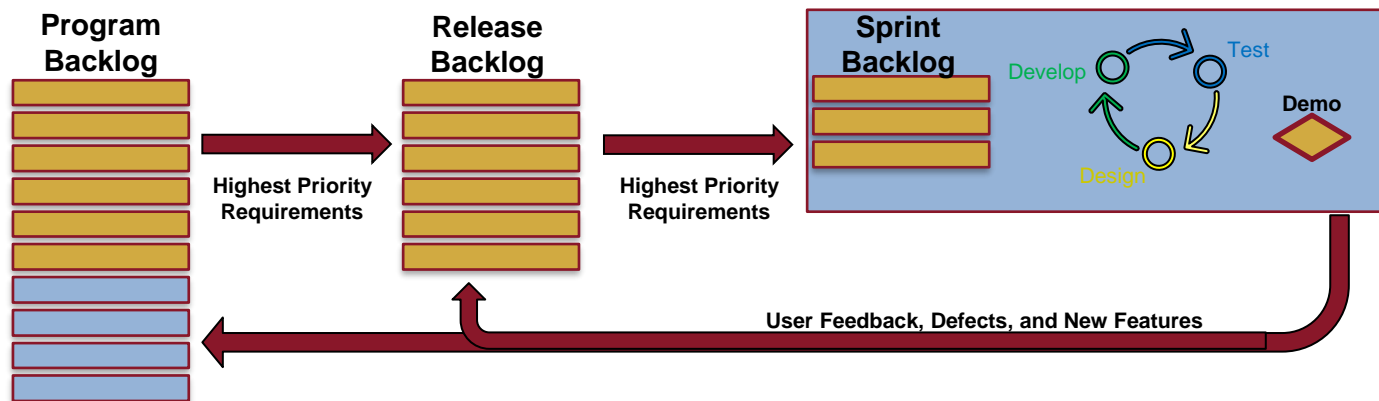 Program
Backlog
Release
Backlog
Sprint
Backlog
Develop
Test
Design
Demo
Highest Priority
Requirements
Highest Priority
Requirements
User Feedback, Defects, and New Features